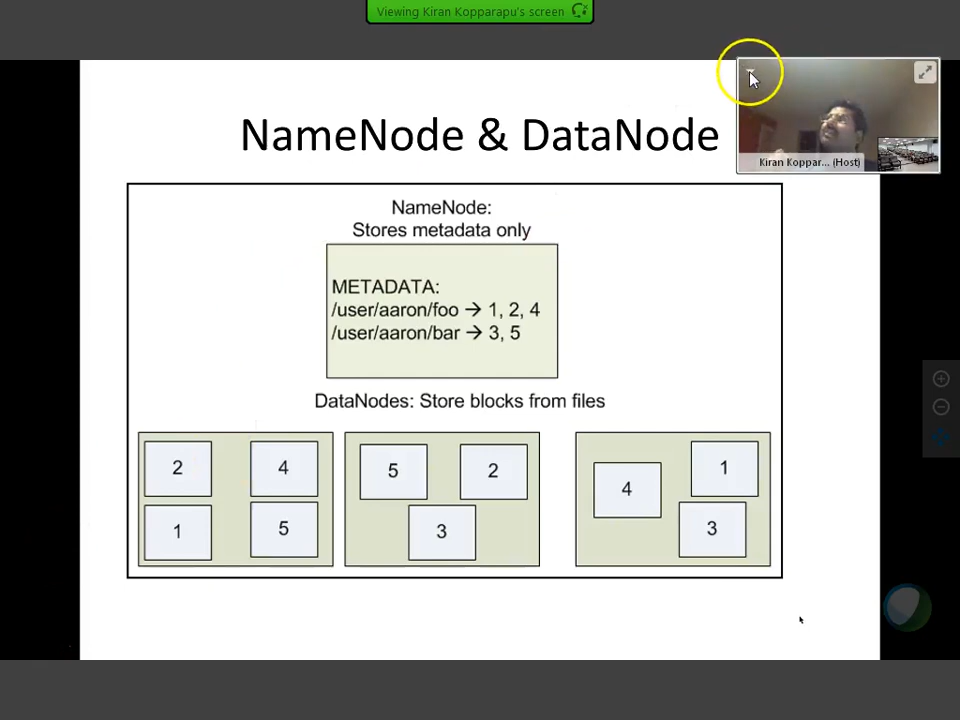 Viewing Kiran Kopparapu's screen
NameNode & DataNode
Kiran Koppar... (Host)
NameNode:
Stores metadata only
METADATA:
/user/aaron/foo → 1, 2, 4
/user/aaron/bar → 3, 5
DataNodes: Store blocks from files
2 4
1 5
5 2
3
4 1
3